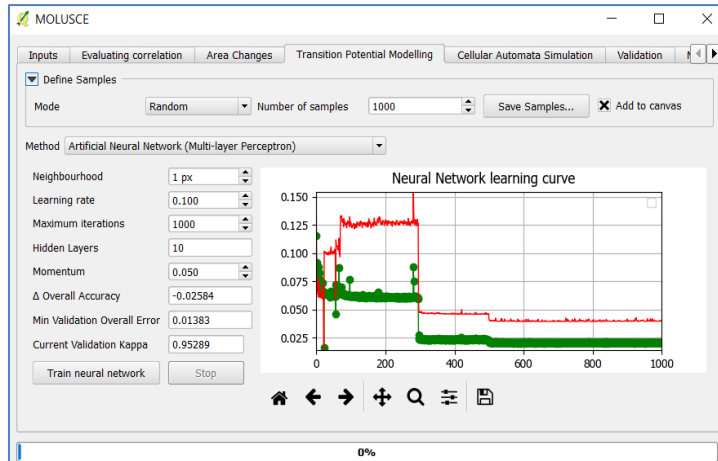 MOLUSCE
Inputs Evaluating correlation Area Changes Transition Potential Modelling Cellular Automata Simulation Validation
Define Samples
Mode Random Number of samples 1000 Save Samples... Add to canvas
Method Artificial Neural Network (Multi-layer Perceptron)
Neighbourhood 1 px
Learning rate 0.100
Maximum iterations 1000
Hidden Layers 10
Momentum 0.050
Δ Overall Accuracy -0.02584
Min Validation Overall Error 0.01383
Current Validation Kappa 0.95289
Train neural network Stop
Neural Network learning curve
0.150
0.125
0.100
0.075
0.050
0.025
0 200 400 600 800 1000
0%